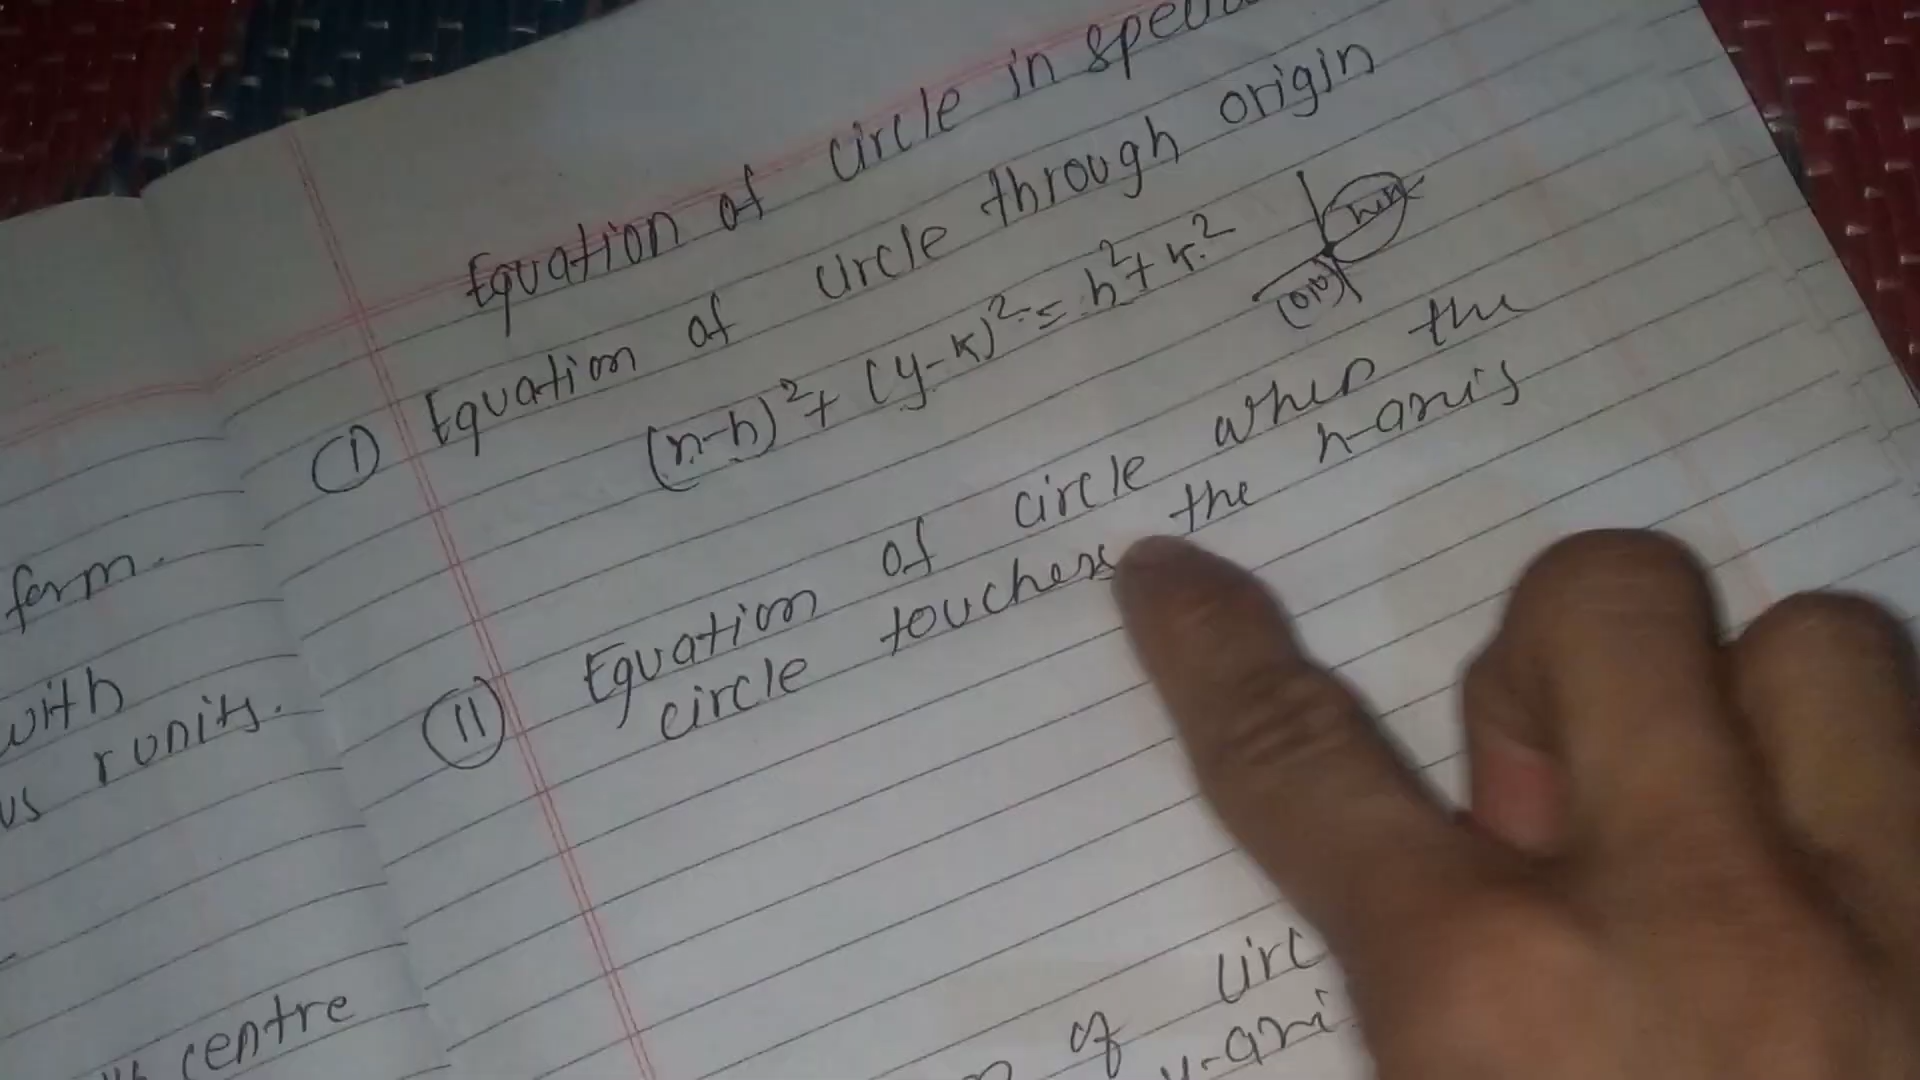 form.
with
us r units.
centre
Equation of circle in
(I) Equation of circle through origin
(x-h)² + (y-k)² = h² + k²
(h,k)
(0,0)
(II) Equation of circle when the
circle touches the x-axis
of circ
y-axi